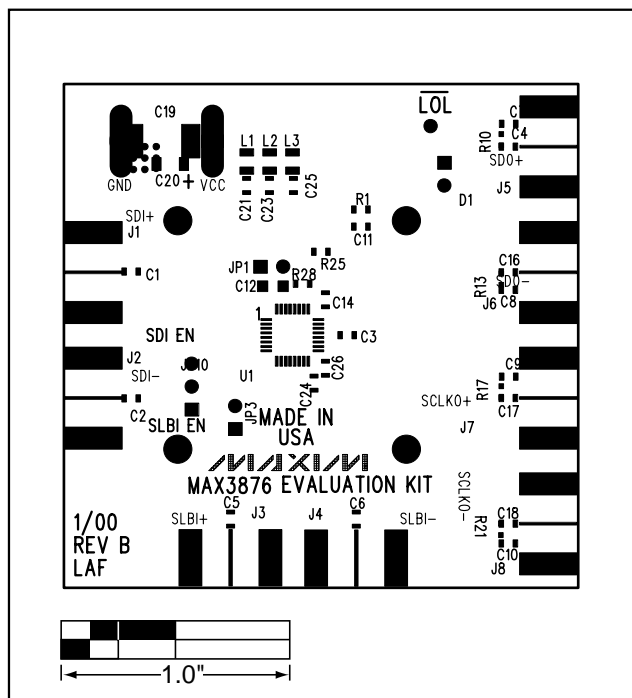 LOL
C19
R10
C4
SDO+
L1
L2
L3
GND
C20+
VCC
C21
C23
C25
D1
J5
SDI+
J1
R1
C11
R25
C1
JP1
C12
R28
C14
C16
R13
SDO-
C8
J6
1
C3
SDI EN
J2
SDI-
U1
C26
C24
C9
R17
C17
SCLKO+
J7
C2
SLBI EN
JP3
MADE IN
USA
MAXIM
MAX3876 EVALUATION KIT
SCLKO-
1/00
REV B
LAF
SLBI+
C5
J3
J4
C6
SLBI-
C18
R21
C10
J8
1.0"